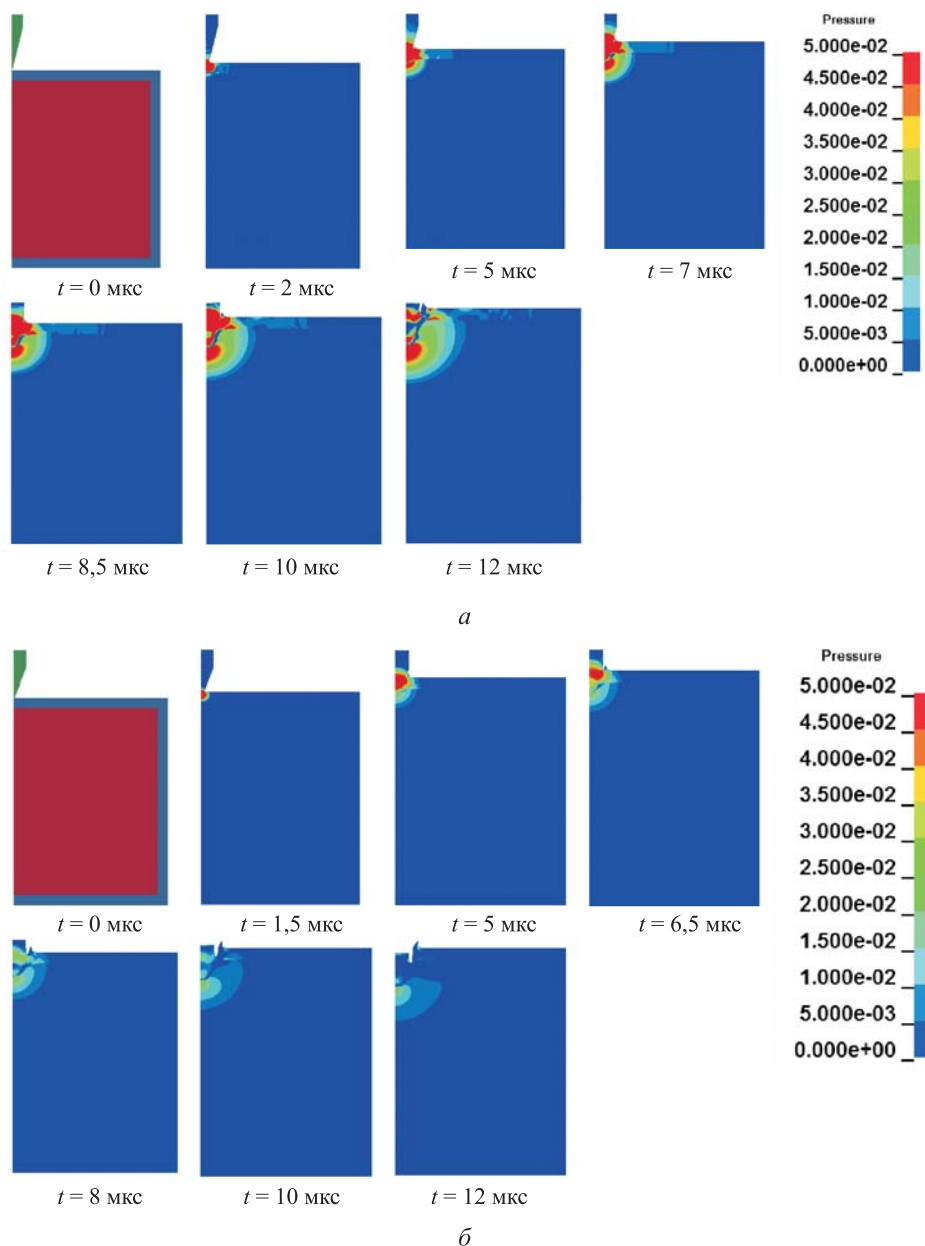 Pressure
5.000e-02
4.500e-02
4.000e-02
3.500e-02
3.000e-02
2.500e-02
2.000e-02
1.500e-02
1.000e-02
5.000e-03
0.000e+00
t = 0 мкс
t = 2 мкс
t = 5 мкс
t = 7 мкс
t = 8,5 мкс
t = 10 мкс
t = 12 мкс
а
Pressure
5.000e-02
4.500e-02
4.000e-02
3.500e-02
3.000e-02
2.500e-02
2.000e-02
1.500e-02
1.000e-02
5.000e-03
0.000e+00
t = 0 мкс
t = 1,5 мкс
t = 5 мкс
t = 6,5 мкс
t = 8 мкс
t = 10 мкс
t = 12 мкс
б